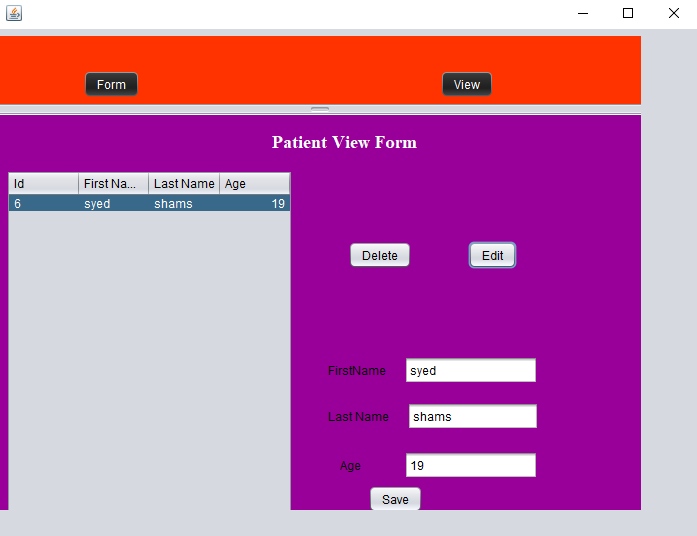 Form View
Patient View Form
Id First Na... Last Name Age
6 syed shams 19
Delete Edit
FirstName syed
Last Name shams
Age 19
Save